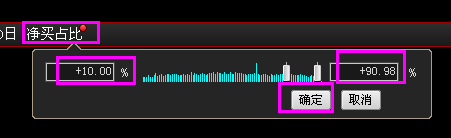 日 净买占比
+10.00 % +90.98 %
确定 取消